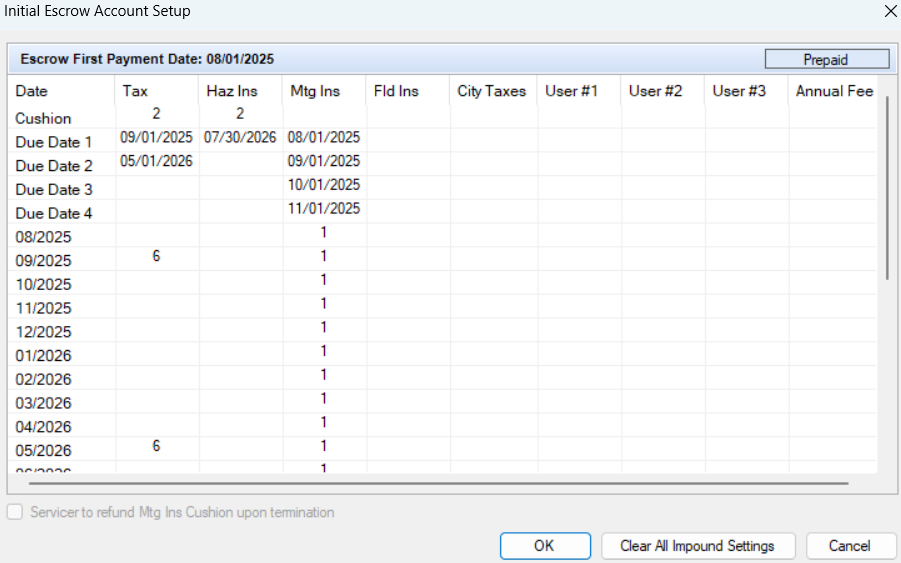 Initial Escrow Account Setup
Escrow First Payment Date: 08/01/2025 Prepaid
Date Tax Haz Ins Mtg Ins Fld Ins City Taxes User #1 User #2 User #3 Annual Fee
Cushion 2 2
Due Date 1 09/01/2025 07/30/2026 08/01/2025
Due Date 2 05/01/2026 09/01/2025
Due Date 3 10/01/2025
Due Date 4 11/01/2025
08/2025 1
09/2025 6 1
10/2025 1
11/2025 1
12/2025 1
01/2026 1
02/2026 1
03/2026 1
04/2026 1
05/2026 6 1
06/2026 1
Servicer to refund Mtg Ins Cushion upon termination
OK Clear All Impound Settings Cancel